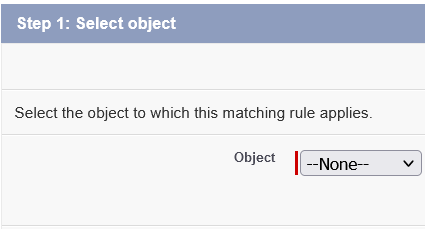 Step 1: Select object
Select the object to which this matching rule applies.
Object --None--